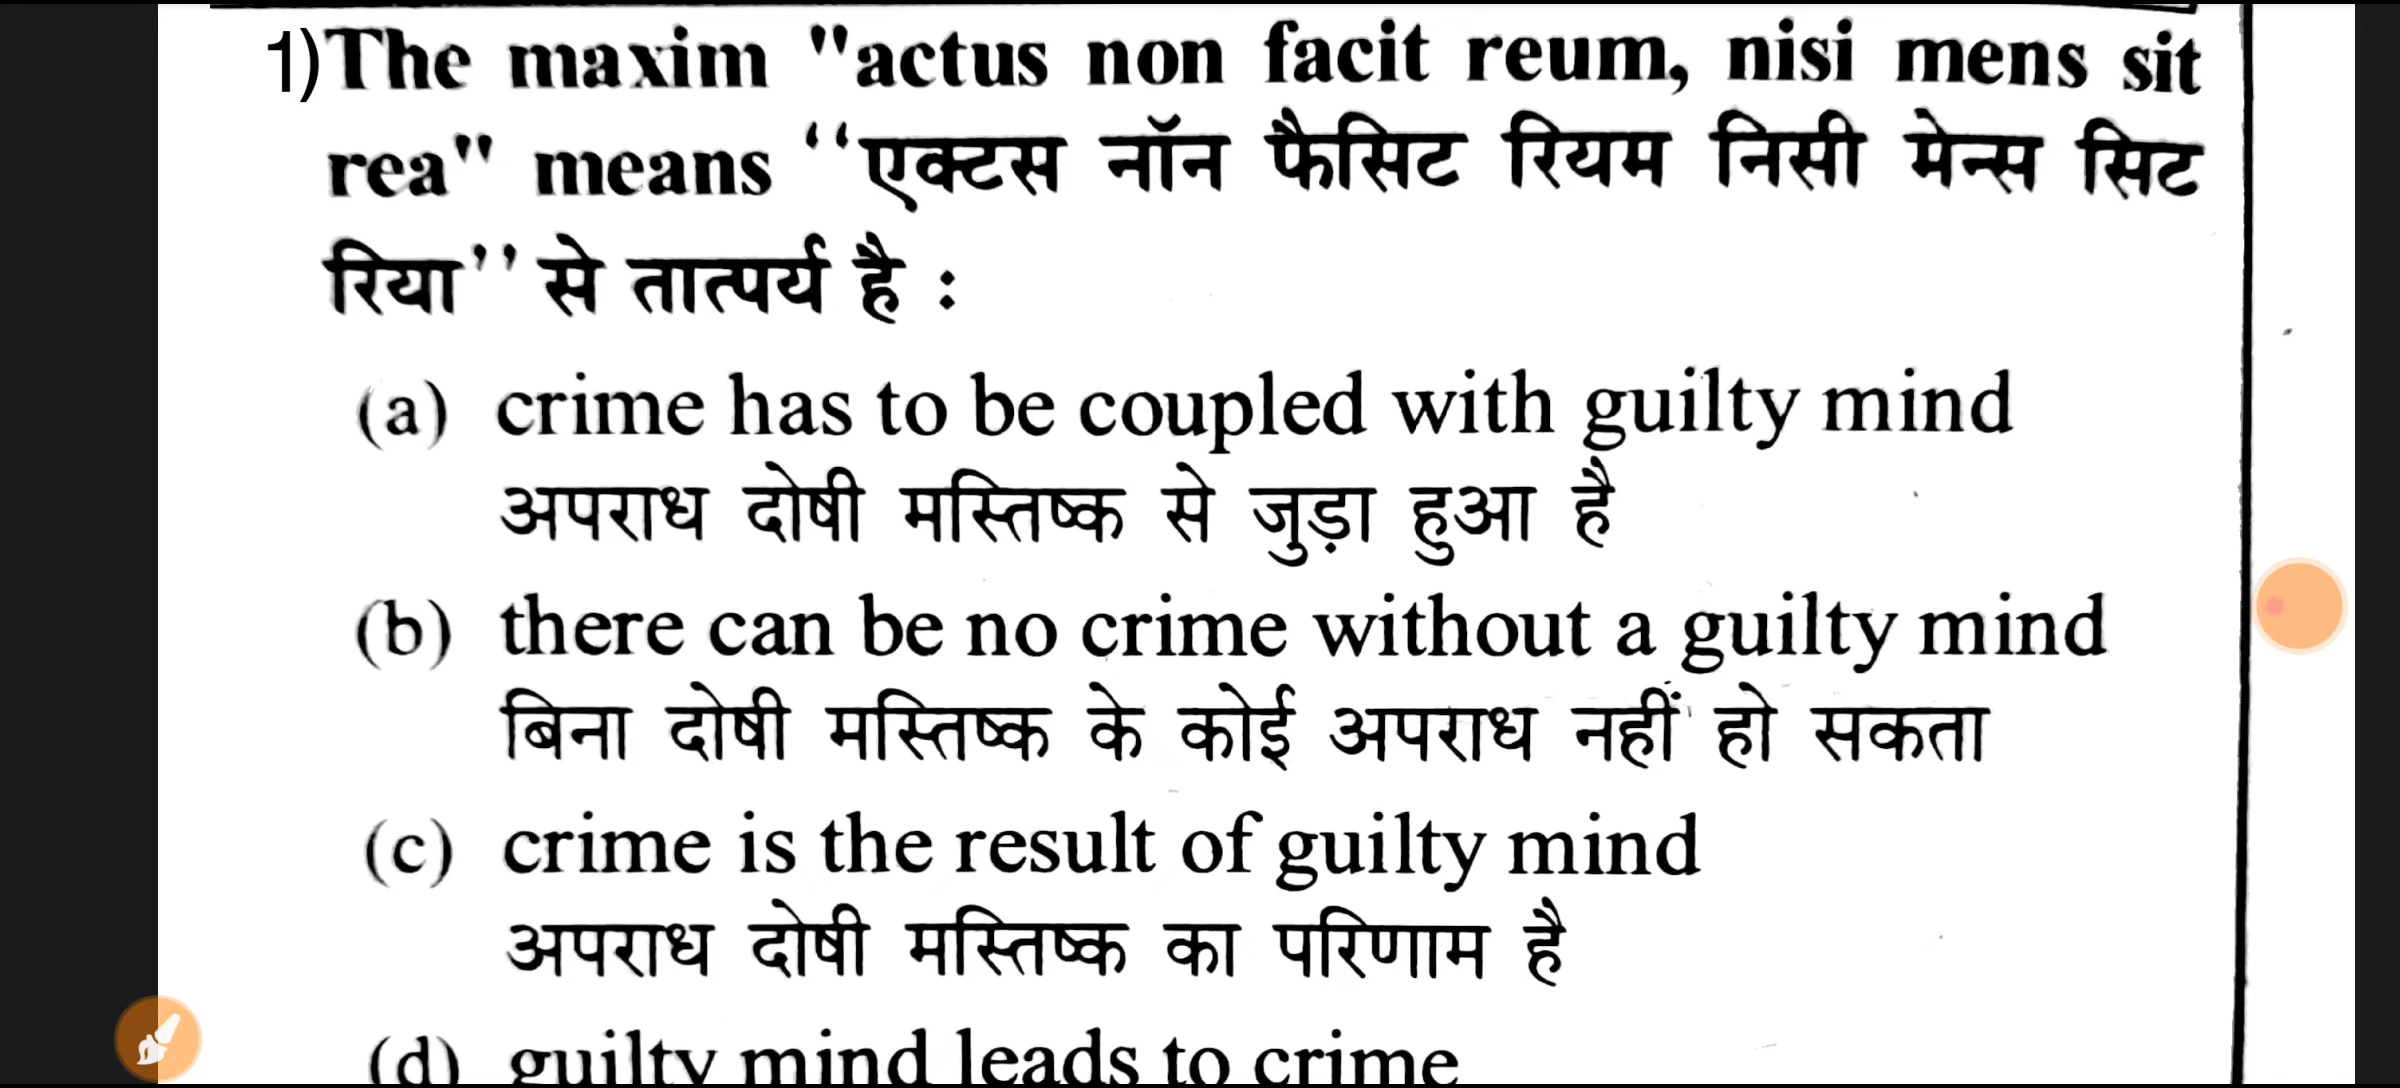 1)The maxim "actus non facit reum, nisi mens sit
rea" means ‘‘एक्टस नॉन फैसिट रियम निसी मेन्स सिट
रिया’’ से तात्पर्य है :
(a) crime has to be coupled with guilty mind
अपराध दोषी मस्तिष्क से जुड़ा हुआ है
(b) there can be no crime without a guilty mind
बिना दोषी मस्तिष्क के कोई अपराध नहीं हो सकता
(c) crime is the result of guilty mind
अपराध दोषी मस्तिष्क का परिणाम है
(d) guilty mind leads to crime